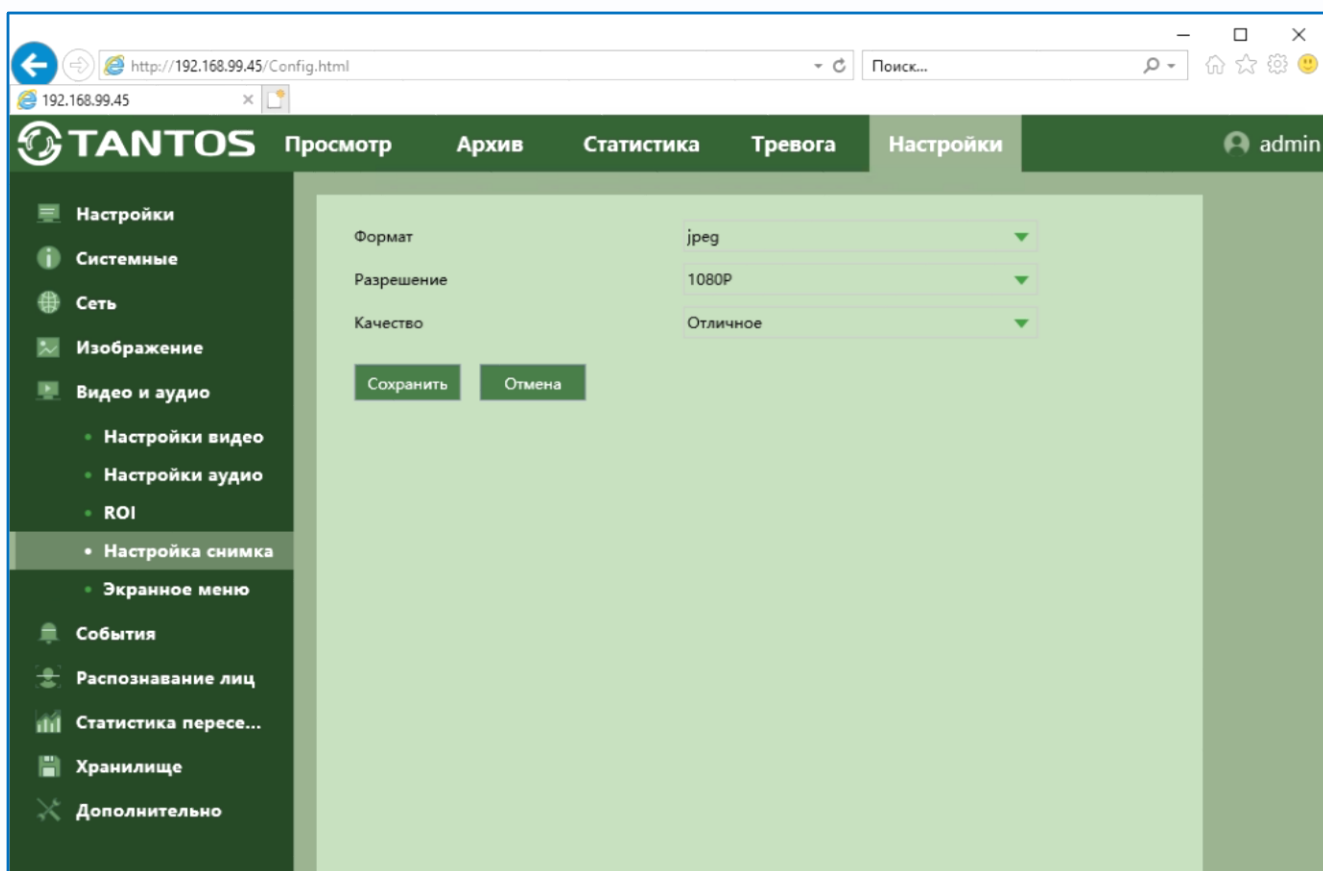 http://192.168.99.45/Config.html
Поиск...
192.168.99.45
TANTOS Просмотр Архив Статистика Тревога Настройки admin
Настройки
Системные
Сеть
Изображение
Видео и аудио
Настройки видео
Настройки аудио
ROI
Настройка снимка
Экранное меню
События
Распознавание лиц
Статистика пересе...
Хранилище
Дополнительно
Формат jpeg
Разрешение 1080P
Качество Отличное
Сохранить Отмена